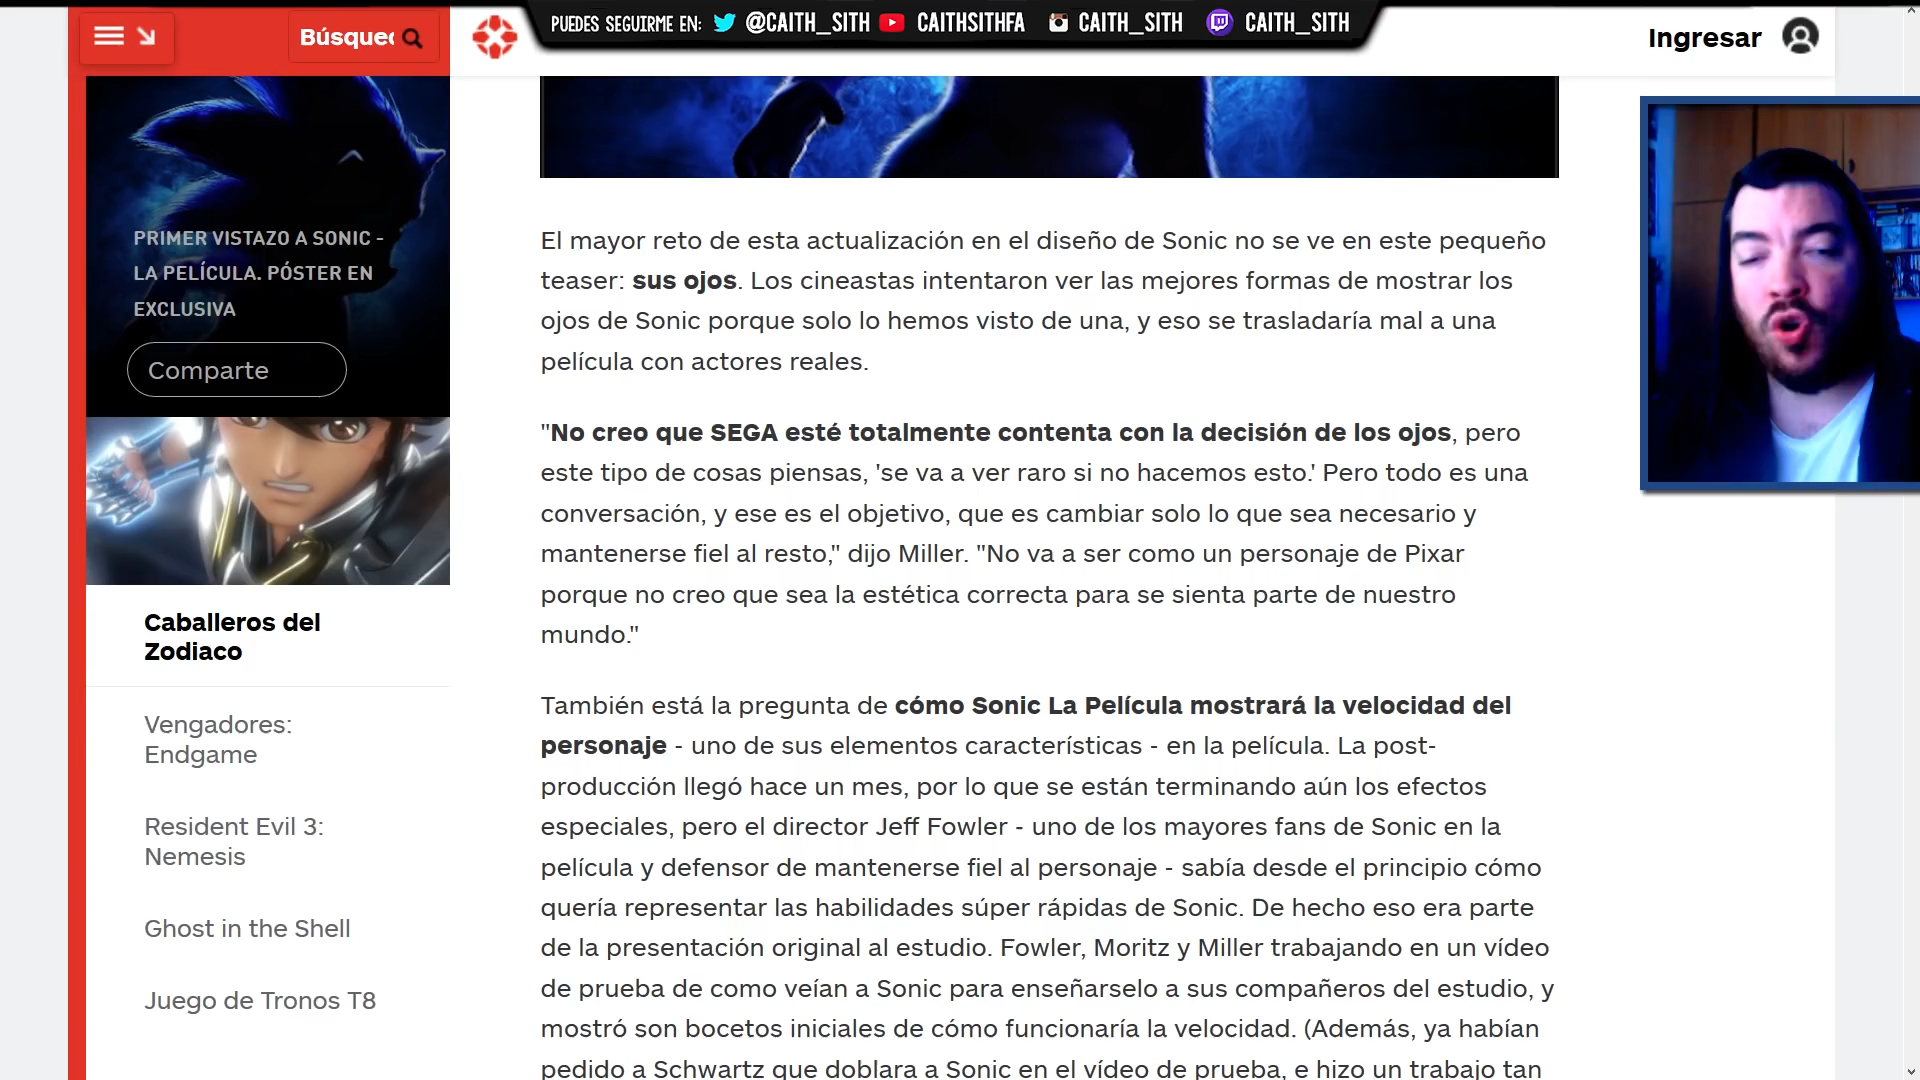 Búsque
PUEDES SEGUIRME EN: @CAITH_SITH CAITHSITHFA CAITH_SITH CAITH_SITH
Ingresar
PRIMER VISTAZO A SONIC -
LA PELÍCULA. PÓSTER EN
EXCLUSIVA
Comparte
Caballeros del
Zodiaco
Vengadores:
Endgame
Resident Evil 3:
Nemesis
Ghost in the Shell
Juego de Tronos T8
El mayor reto de esta actualización en el diseño de Sonic no se ve en este pequeño
teaser: sus ojos. Los cineastas intentaron ver las mejores formas de mostrar los
ojos de Sonic porque solo lo hemos visto de una, y eso se trasladaría mal a una
película con actores reales.
"No creo que SEGA esté totalmente contenta con la decisión de los ojos, pero
este tipo de cosas piensas, 'se va a ver raro si no hacemos esto.' Pero todo es una
conversación, y ese es el objetivo, que es cambiar solo lo que sea necesario y
mantenerse fiel al resto," dijo Miller. "No va a ser como un personaje de Pixar
porque no creo que sea la estética correcta para se sienta parte de nuestro
mundo."
También está la pregunta de cómo Sonic La Película mostrará la velocidad del
personaje - uno de sus elementos característicos - en la película. La post-
producción llegó hace un mes, por lo que se están terminando aún los efectos
especiales, pero el director Jeff Fowler - uno de los mayores fans de Sonic en la
película y defensor de mantenerse fiel al personaje - sabía desde el principio cómo
quería representar las habilidades súper rápidas de Sonic. De hecho eso era parte
de la presentación original al estudio. Fowler, Moritz y Miller trabajando en un vídeo
de prueba de como veían a Sonic para enseñarselo a sus compañeros del estudio, y
mostró son bocetos iniciales de cómo funcionaría la velocidad. (Además, ya habían
pedido a Schwartz que doblara a Sonic en el vídeo de prueba, e hizo un trabajo tan